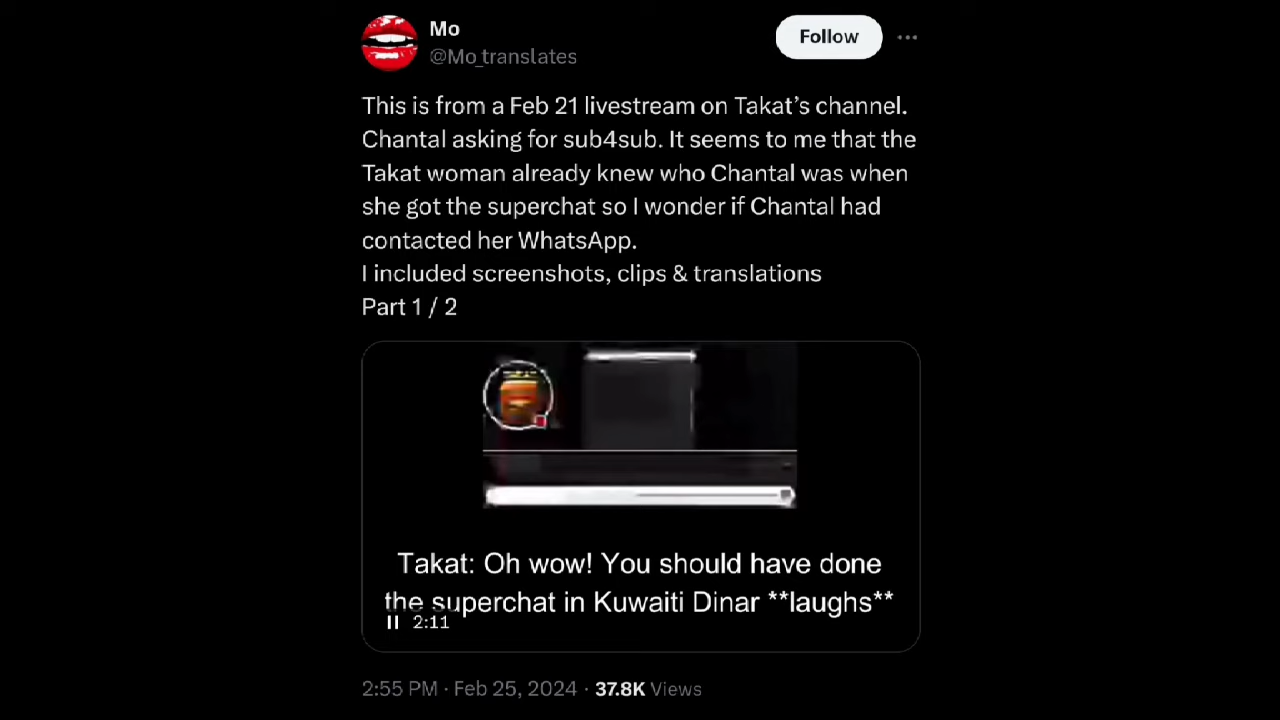 Mo
@Mo_translates
Follow
This is from a Feb 21 livestream on Takat’s channel.
Chantal asking for sub4sub. It seems to me that the
Takat woman already knew who Chantal was when
she got the superchat so I wonder if Chantal had
contacted her WhatsApp.
I included screenshots, clips & translations
Part 1 / 2
Takat: Oh wow! You should have done
the superchat in Kuwaiti Dinar **laughs**
2:11
2:55 PM · Feb 25, 2024 · 37.8K Views